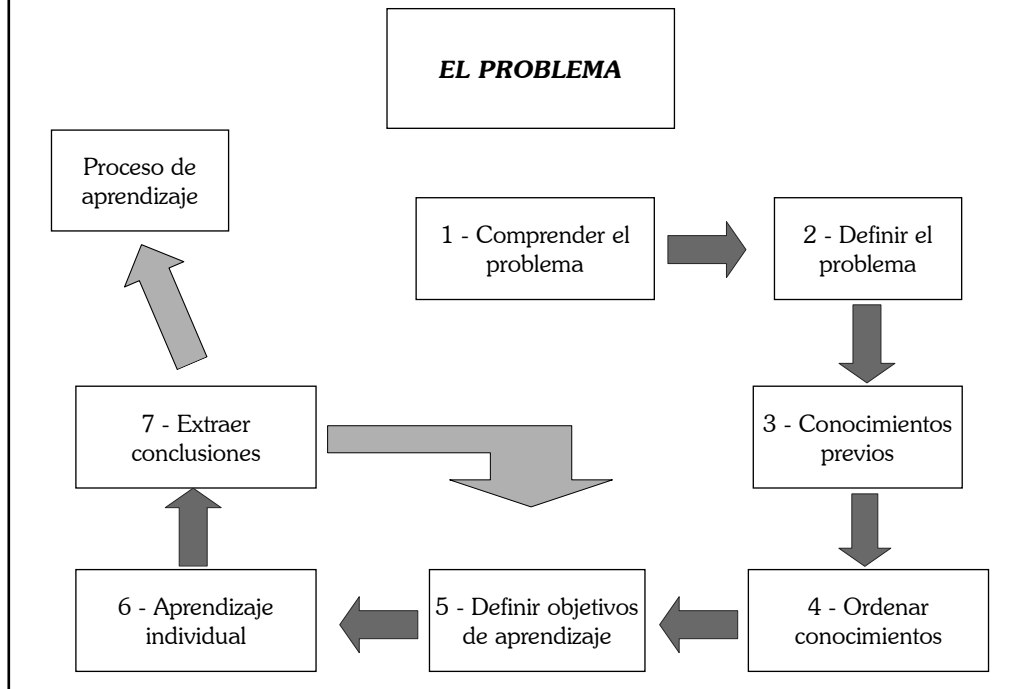 EL PROBLEMA
Proceso de
aprendizaje
1 - Comprender el
problema
2 - Definir el
problema
3 - Conocimientos
previos
4 - Ordenar
conocimientos
5 - Definir objetivos
de aprendizaje
6 - Aprendizaje
individual
7 - Extraer
conclusiones